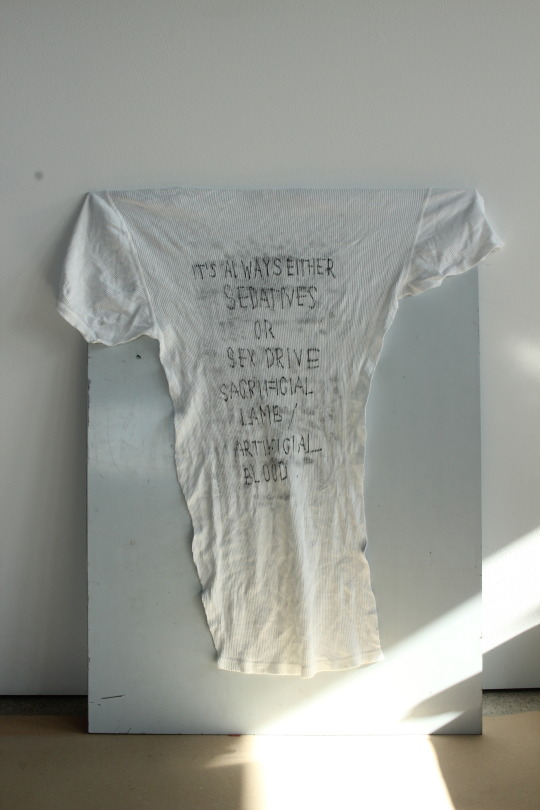 IT'S ALWAYS EITHER
SEDATIVES
OR
SEX DRIVE
SACRIFICIAL
LAMB /
ARTIFICIAL
BLOOD.